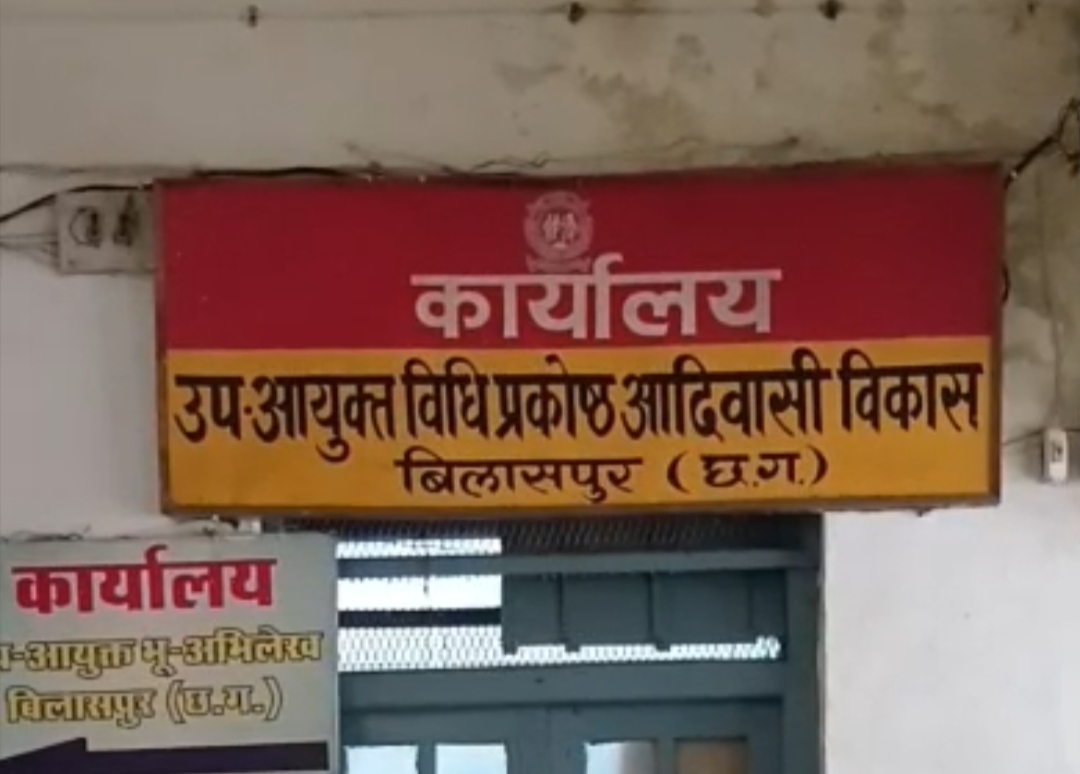 कार्यालय
उप-आयुक्त विधि प्रकोष्ठ आदिवासी विकास
बिलासपुर (छ.ग.)
कार्यालय
-आयुक्त भू-अभिलेख
बिलासपुर (छ.ग.)